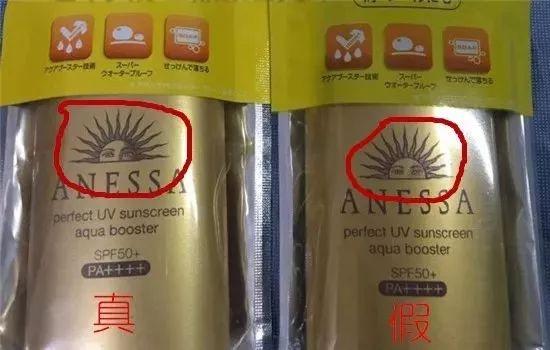 アクアブースター技術
スーパー
ウォータープルーフ
せっけんで落ちる
ANESSA
perfect UV sunscreen
aqua booster
SPF50+
PA++++
真
アクアブースター技術
スーパー
ウォータープルーフ
せっけんで落ちる
ANESSA
perfect UV sunscreen
aqua booster
SPF50+
PA++++
假